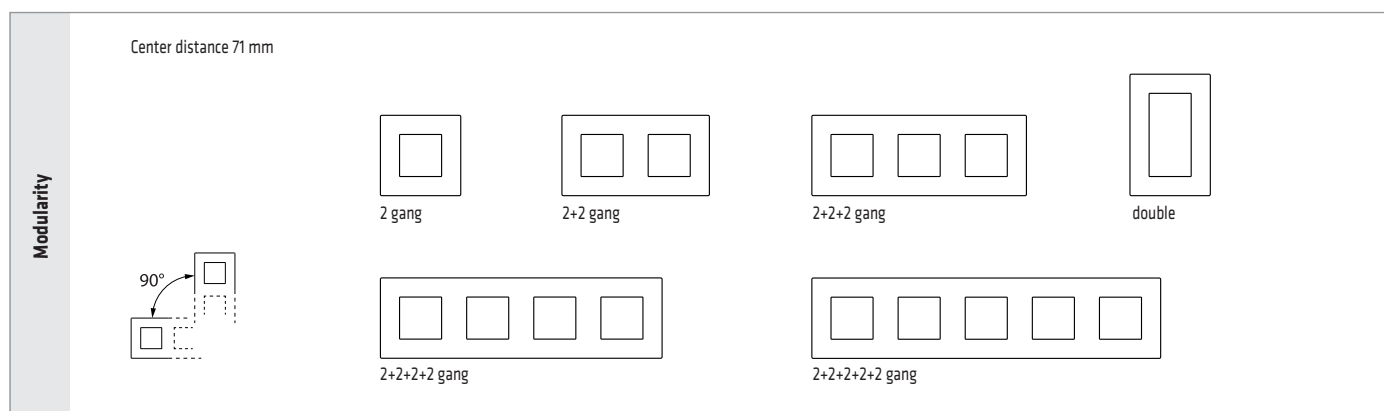 Modularity
Center distance 71 mm
2 gang
2+2 gang
2+2+2 gang
double
90°
2+2+2+2 gang
2+2+2+2+2 gang